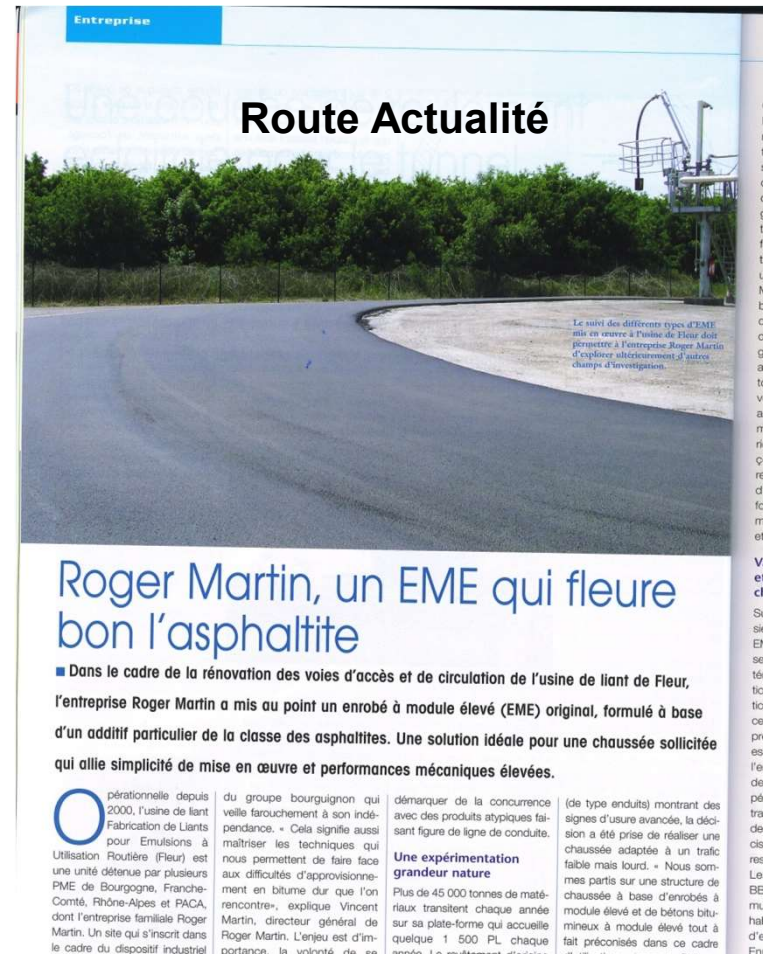 Entreprise
Route Actualité
Le suivi des différents types d'EME
mis en œuvre à l'usine de Fleur doit
permettre à l'entreprise Roger Martin
d'explorer ultérieurement d'autres
champs d'investigation.
Roger Martin, un EME qui fleure
bon l'asphaltite
■ Dans le cadre de la rénovation des voies d'accès et de circulation de l'usine de liant de Fleur,
l'entreprise Roger Martin a mis au point un enrobé à module élevé (EME) original, formulé à base
d'un additif particulier de la classe des asphaltites. Une solution idéale pour une chaussée sollicitée
qui allie simplicité de mise en œuvre et performances mécaniques élevées.
Opérationnelle depuis
2000, l'usine de liant
Fabrication de Liants
pour Emulsions à
Utilisation Routière (Fleur) est
une unité détenue par plusieurs
PME de Bourgogne, Franche-
Comté, Rhône-Alpes et PACA,
dont l'entreprise familiale Roger
Martin. Un site qui s'inscrit dans
le cadre du dispositif industriel
du groupe bourguignon qui
veille farouchement à son indé-
pendance. « Cela signifie aussi
maîtriser les techniques qui
nous permettent de faire face
aux difficultés d'approvisionne-
ment en bitume dur que l'on
rencontre», explique Vincent
Martin, directeur général de
Roger Martin. L'enjeu est d'im-
portance, la volonté de se
démarquer de la concurrence
avec des produits atypiques fai-
sant figure de ligne de conduite.
Une expérimentation
grandeur nature
Plus de 45 000 tonnes de maté-
riaux transitent chaque année
sur sa plate-forme qui accueille
quelque 1 500 PL chaque
année. Le revêtement d'origine
(de type enduits) montrant des
signes d'usure avancée, la déci-
sion a été prise de réaliser une
chaussée adaptée à un trafic
faible mais lourd. « Nous som-
mes partis sur une structure de
chaussée à base d'enrobés à
module élevé et de bétons bitu-
mineux à module élevé tout à
fait préconisés dans ce cadre